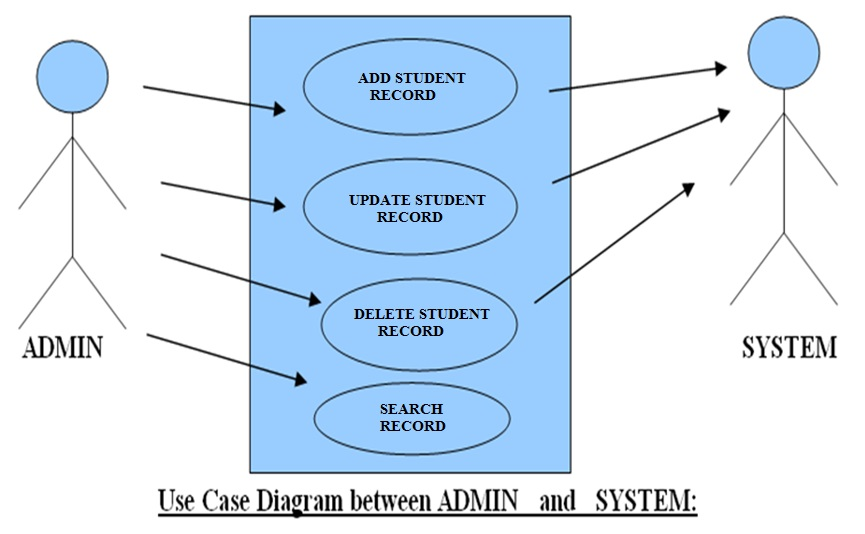 ADD STUDENT
RECORD
UPDATE STUDENT
RECORD
DELETE STUDENT
RECORD
SEARCH
RECORD
ADMIN
SYSTEM
Use Case Diagram between ADMIN and SYSTEM: